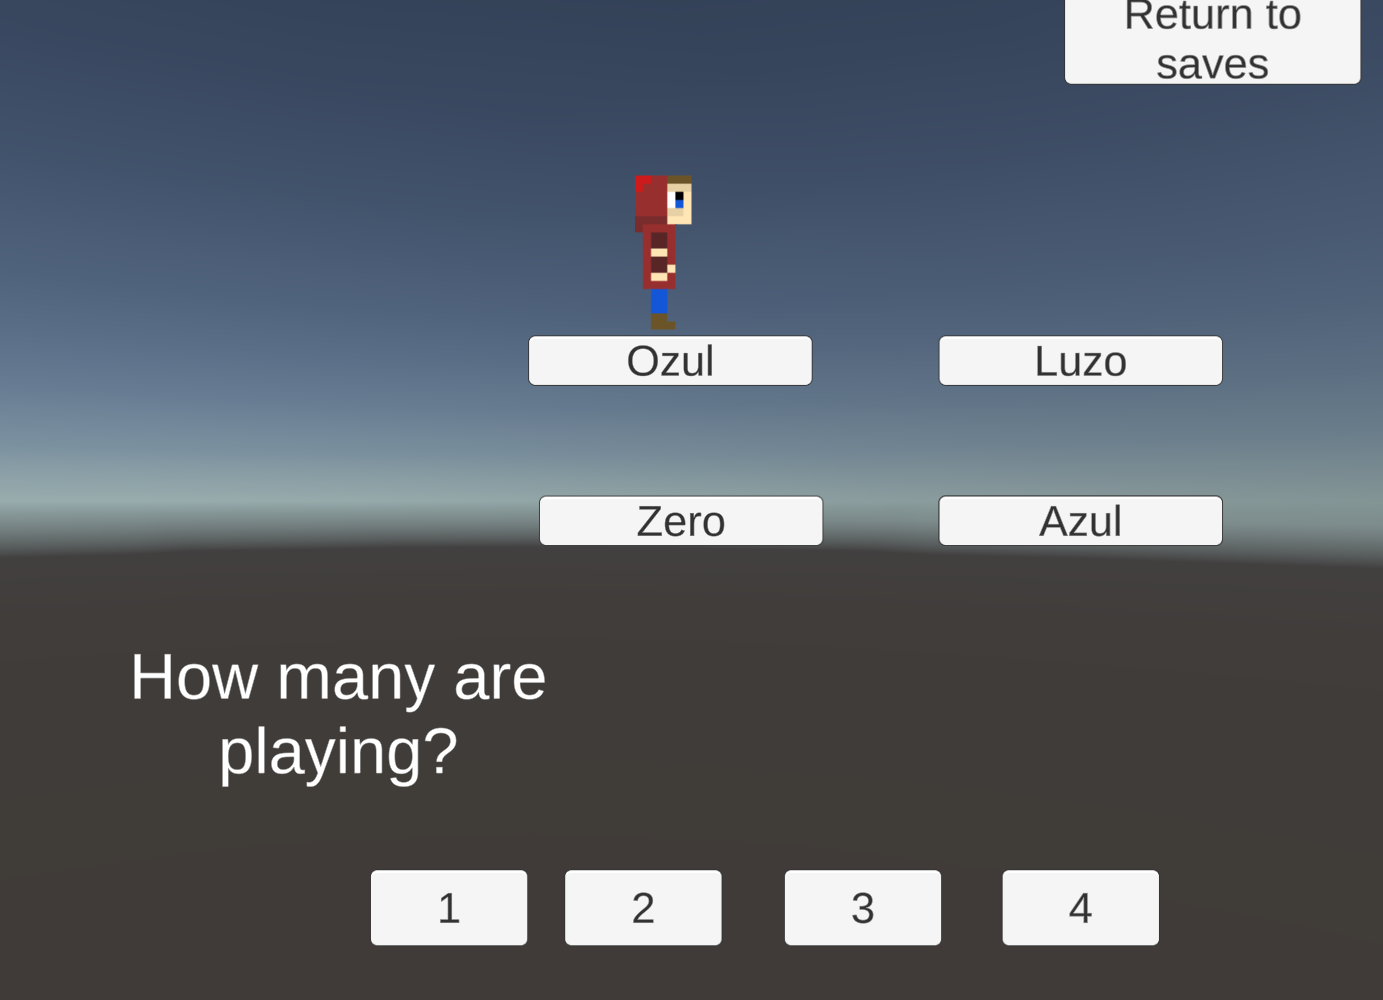 Return to
saves
Ozul
Luzo
Zero
Azul
How many are
playing?
1
2
3
4